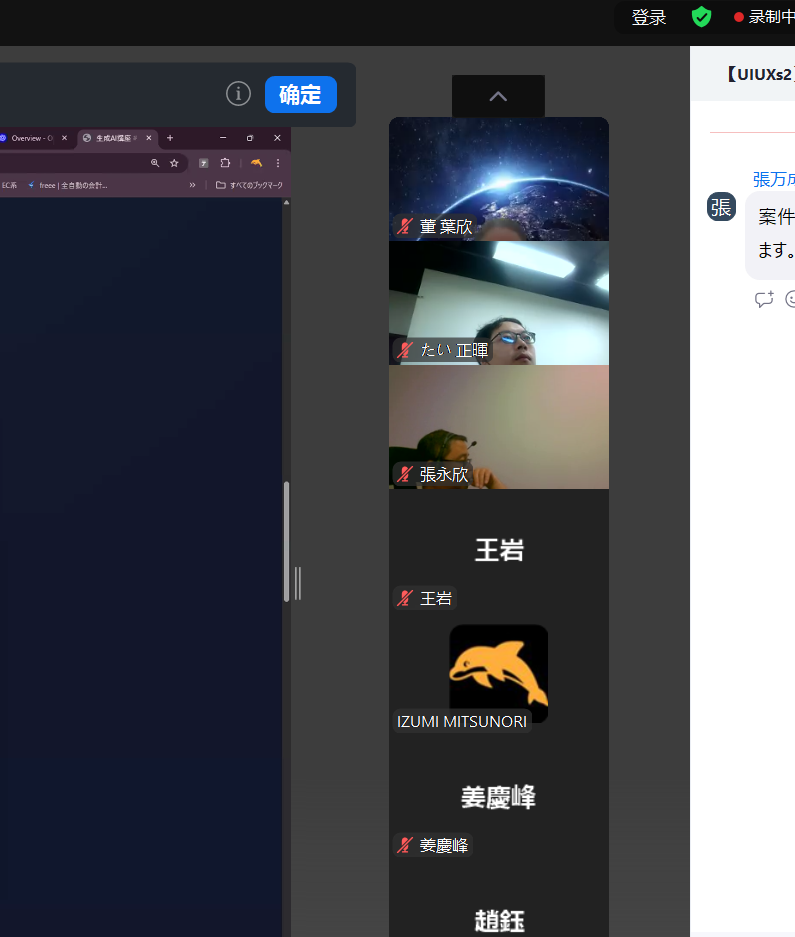 登录
录制中
确定
Overview - O
生成AI講座
EC系
freee | 全自動の会計...
すべてのブックマーク
董 葉欣
たい 正暉
張永欣
王岩
王岩
IZUMI MITSUNORI
姜慶峰
姜慶峰
趙鈺
【UIUXs2】
張万成
張
案件
ます。